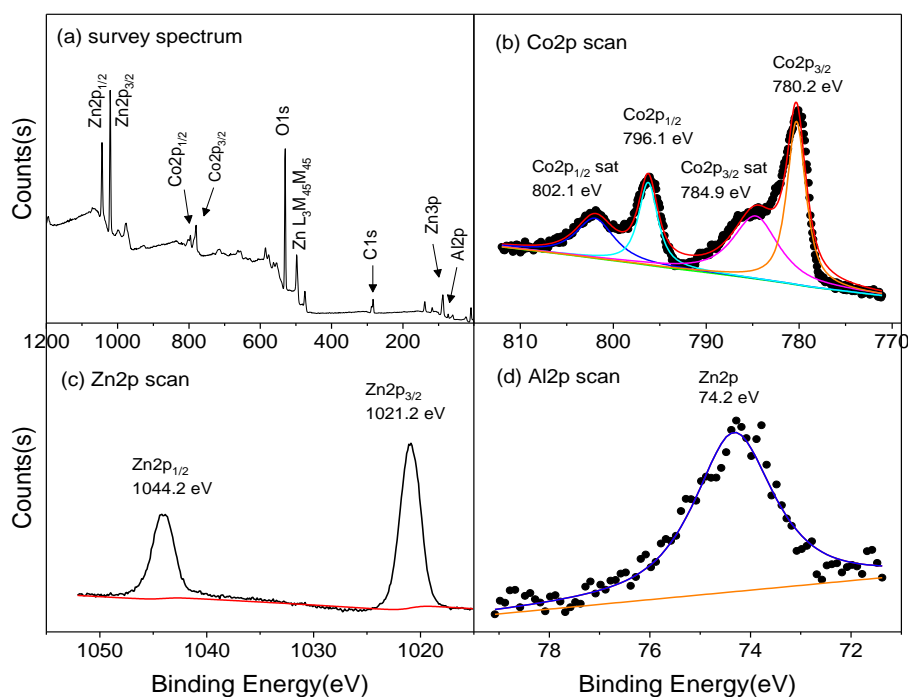 (a) survey spectrum
Zn2p1/2
Zn2p3/2
Co2p1/2
Co2p3/2
O1s
Zn L3M45M45
C1s
Zn3p
Al2p
1200 1000 800 600 400 200
Counts(s)
(b) Co2p scan
Co2p3/2
780.2 eV
Co2p1/2
796.1 eV
Co2p1/2 sat
802.1 eV
Co2p3/2 sat
784.9 eV
810 800 790 780 770
(c) Zn2p scan
Zn2p3/2
1021.2 eV
Zn2p1/2
1044.2 eV
1050 1040 1030 1020
Counts(s)
Binding Energy(eV)
(d) Al2p scan
Zn2p
74.2 eV
78 76 74 72
Binding Energy(eV)